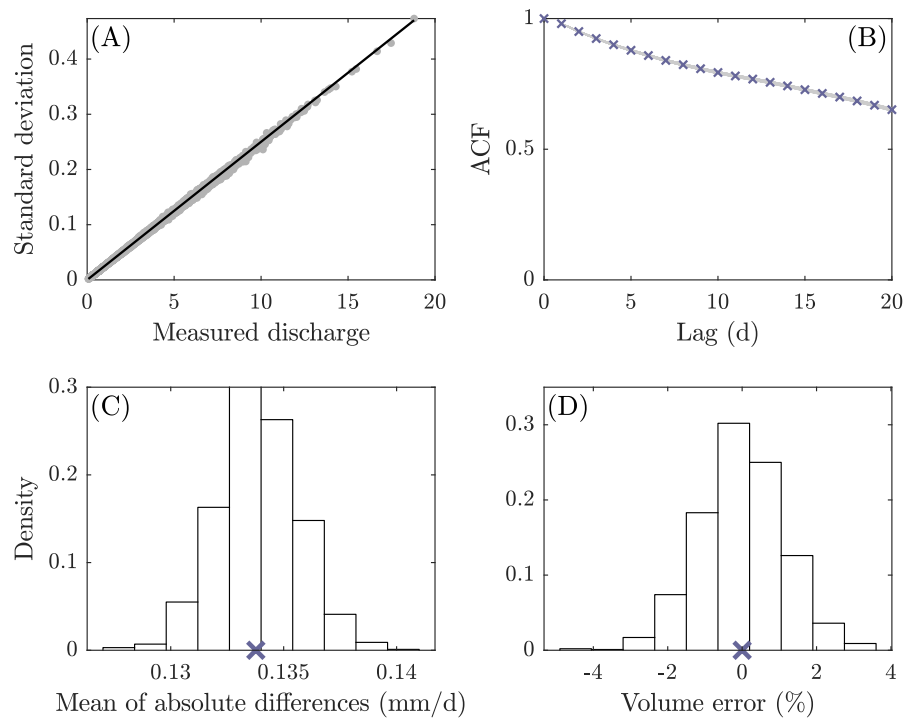 (A)
Standard deviation
0.4
0.3
0.2
0.1
0
0 5 10 15 20
Measured discharge
(B)
ACF
1
0.5
0
0 5 10 15 20
Lag (d)
(C)
Density
0.3
0.2
0.1
0
0.13 0.135 0.14
Mean of absolute differences (mm/d)
(D)
0.3
0.2
0.1
0
-4 -2 0 2 4
Volume error (%)